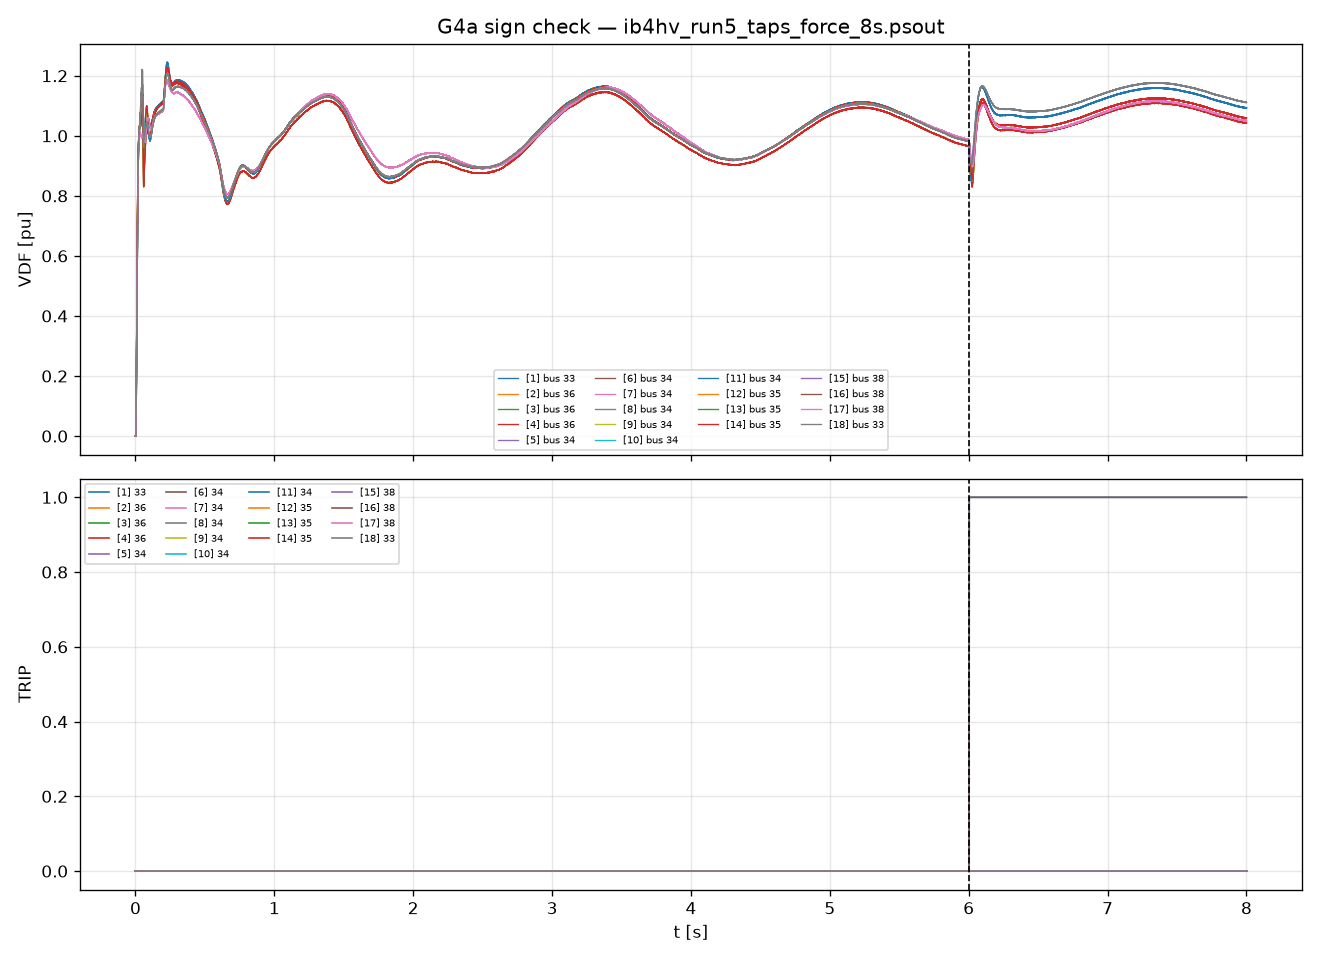 G4a sign check — ib4hv_run5_taps_force_8s.psout
VDF [pu]
1.2
1.0
0.8
0.6
0.4
0.2
0.0
[1] bus 33 [6] bus 34 [11] bus 34 [15] bus 38
[2] bus 36 [7] bus 34 [12] bus 35 [16] bus 38
[3] bus 36 [8] bus 34 [13] bus 35 [17] bus 38
[4] bus 36 [9] bus 34 [14] bus 35 [18] bus 33
[5] bus 34 [10] bus 34
TRIP
1.0
0.8
0.6
0.4
0.2
0.0
[1] 33 [6] 34 [11] 34 [15] 38
[2] 36 [7] 34 [12] 35 [16] 38
[3] 36 [8] 34 [13] 35 [17] 38
[4] 36 [9] 34 [14] 35 [18] 33
[5] 34 [10] 34
0 1 2 3 4 5 6 7 8
t [s]